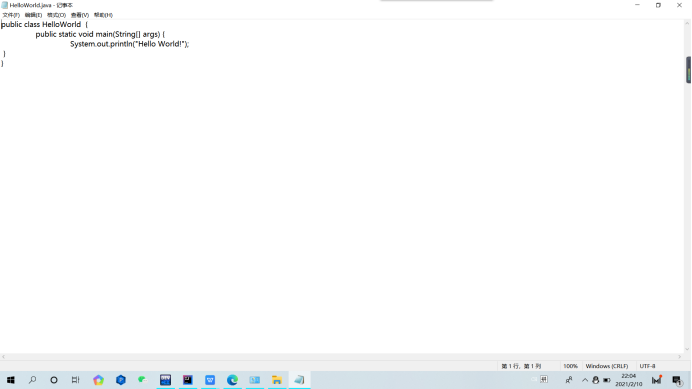 HelloWorld.java - 记事本
文件(F) 编辑(E) 格式(O) 查看(V) 帮助(H)
public class HelloWorld {
public static void main(String[] args) {
System.out.println("Hello World!");
}
}
第 1 行，第 1 列 100% Windows (CRLF) UTF-8
22:04
2021/2/10